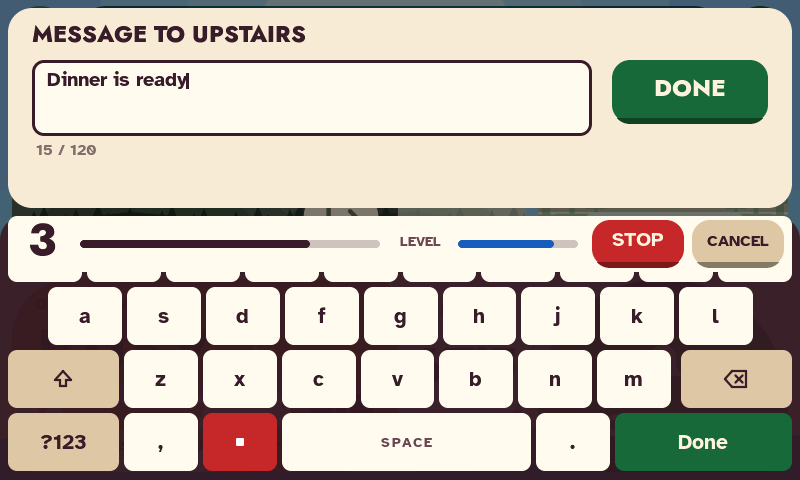 MESSAGE TO UPSTAIRS
Dinner is ready
DONE
15 / 120
3
LEVEL
STOP
CANCEL
a s d f g h j k l
z x c v b n m
?123 , SPACE . Done